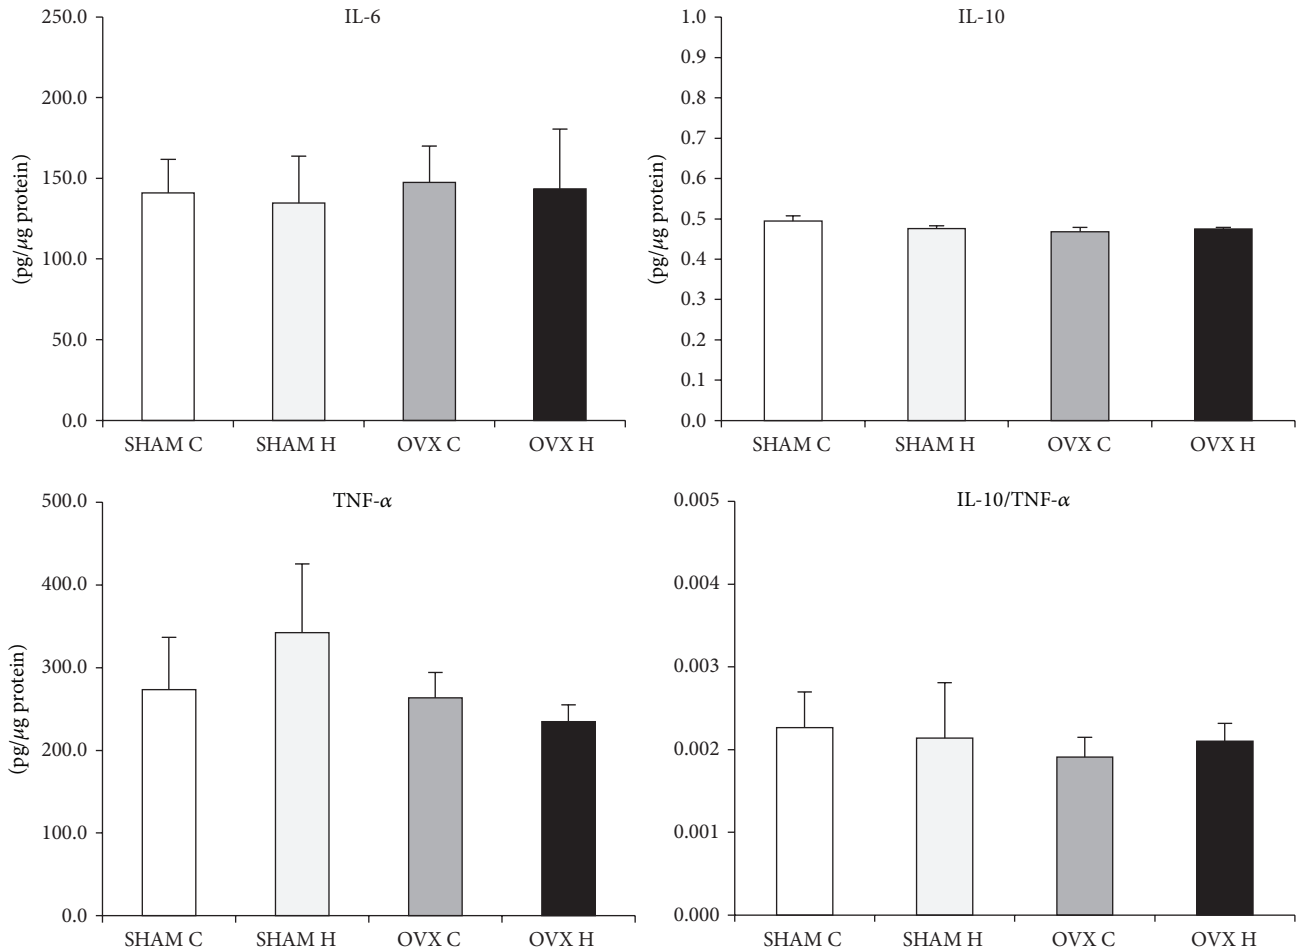 IL-6
250.0
200.0
150.0
100.0
50.0
0.0
(pg/μg protein)
SHAM C SHAM H OVX C OVX H
IL-10
1.0
0.9
0.8
0.7
0.6
0.5
0.4
0.3
0.2
0.1
0.0
(pg/μg protein)
SHAM C SHAM H OVX C OVX H
TNF-α
500.0
400.0
300.0
200.0
100.0
0.0
(pg/μg protein)
SHAM C SHAM H OVX C OVX H
IL-10/TNF-α
0.005
0.004
0.003
0.002
0.001
0.000
SHAM C SHAM H OVX C OVX H